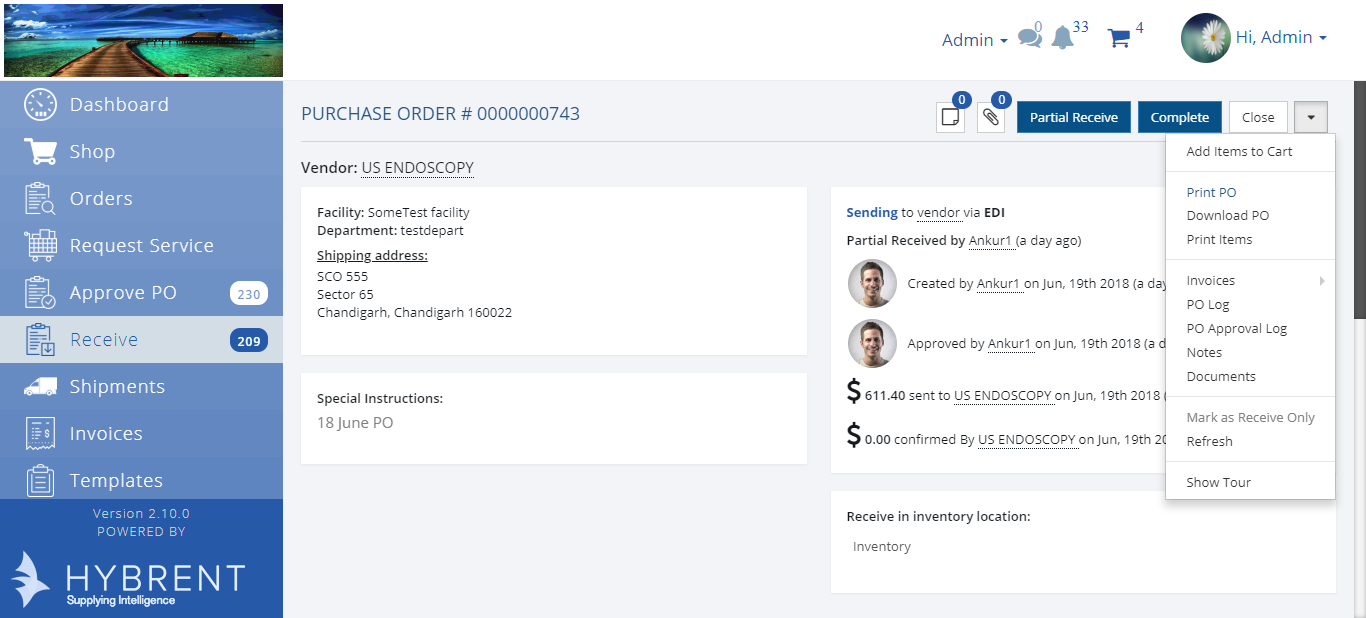 Admin
0
33
4
Hi, Admin
Dashboard
Shop
Orders
Request Service
Approve PO 230
Receive 209
Shipments
Invoices
Templates
Version 2.10.0
POWERED BY
HYBRENT
Supplying Intelligence
PURCHASE ORDER # 0000000743
0
0
Partial Receive
Complete
Close
Vendor: US ENDOSCOPY
Facility: SomeTest facility
Department: testdepart
Shipping address:
SCO 555
Sector 65
Chandigarh, Chandigarh 160022
Special Instructions:
18 June PO
Sending to vendor via EDI
Partial Received by Ankur1 (a day ago)
Created by Ankur1 on Jun, 19th 2018 (a day
Approved by Ankur1 on Jun, 19th 2018 (a d
$ 611.40 sent to US ENDOSCOPY on Jun, 19th 2018 (
$ 0.00 confirmed By US ENDOSCOPY on Jun, 19th 20
Receive in inventory location:
Inventory
Add Items to Cart
Print PO
Download PO
Print Items
Invoices
PO Log
PO Approval Log
Notes
Documents
Mark as Receive Only
Refresh
Show Tour